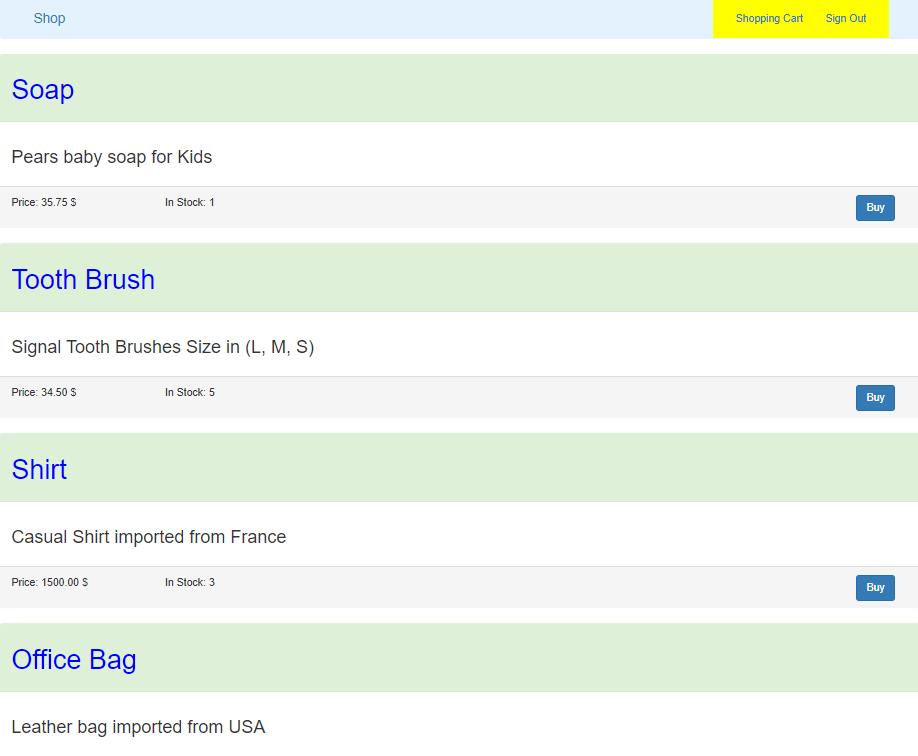 Shop Shopping Cart Sign Out
Soap
Pears baby soap for Kids
Price: 35.75 $ In Stock: 1 Buy
Tooth Brush
Signal Tooth Brushes Size in (L, M, S)
Price: 34.50 $ In Stock: 5 Buy
Shirt
Casual Shirt imported from France
Price: 1500.00 $ In Stock: 3 Buy
Office Bag
Leather bag imported from USA